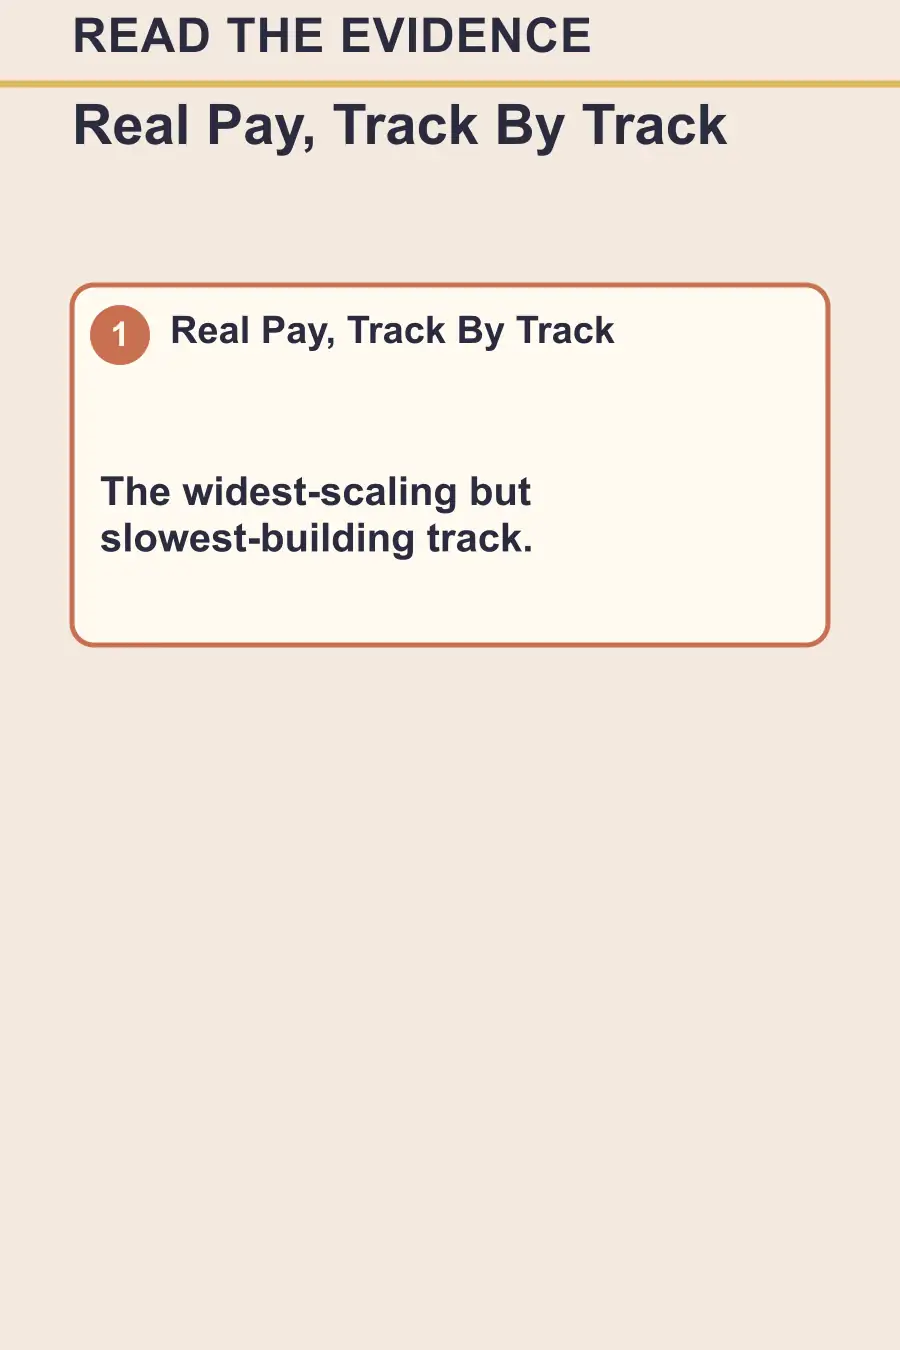 READ THE EVIDENCE
Real Pay, Track By Track
1 Real Pay, Track By Track
The widest-scaling but
slowest-building track.